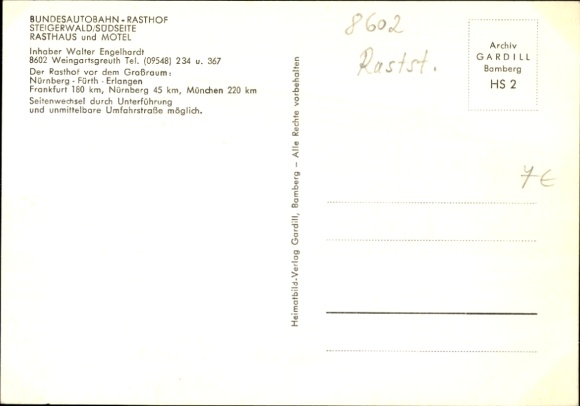 BUNDESAUTOBAHN - RASTHOF
STEIGERWALD/SÜDSEITE
RASTHAUS und MOTEL
Inhaber Walter Engelhardt
8602 Weingartsgreuth Tel. (09548) 234 u. 367
Der Rasthof vor dem Großraum:
Nürnberg - Fürth - Erlangen
Frankfurt 180 km, Nürnberg 45 km, München 220 km
Seitenwechsel durch Unterführung
und unmittelbare Umfahrstraße möglich.
Heimatbild-Verlag Gardill, Bamberg – Alle Rechte vorbehalten
8602
Rastst.
Archiv
GARDILL
Bamberg
HS 2
7€